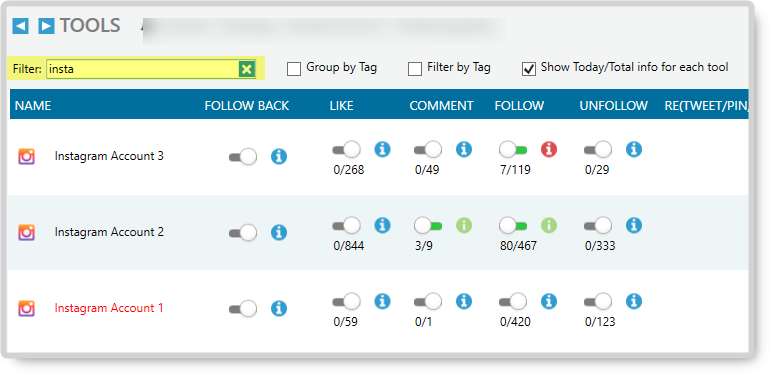 TOOLS
Filter: insta Group by Tag Filter by Tag Show Today/Total info for each tool
NAME FOLLOW BACK LIKE COMMENT FOLLOW UNFOLLOW RE(TWEET/PIN
Instagram Account 3
0/268 0/49 7/119 0/29
Instagram Account 2
0/844 3/9 80/467 0/333
Instagram Account 1
0/59 0/1 0/420 0/123